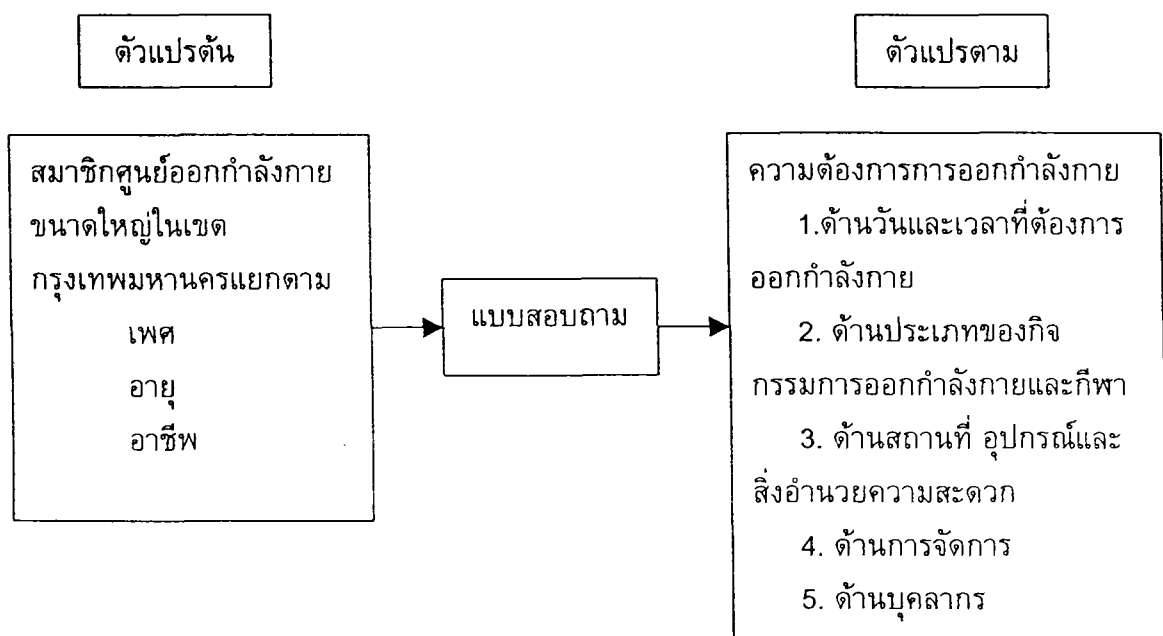 ตัวแปรต้น
ตัวแปรตาม
สมาชิกศูนย์ออกกำลังกาย
ขนาดใหญ่ในเขต
กรุงเทพมหานครแยกตาม
เพศ
อายุ
อาชีพ
แบบสอบถาม
ความต้องการการออกกำลังกาย
1.ด้านวันและเวลาที่ต้องการ
ออกกำลังกาย
2. ด้านประเภทของกิจ
กรรมการออกกำลังกายและกีฬา
3. ด้านสถานที่ อุปกรณ์และ
สิ่งอำนวยความสะดวก
4. ด้านการจัดการ
5. ด้านบุคลากร